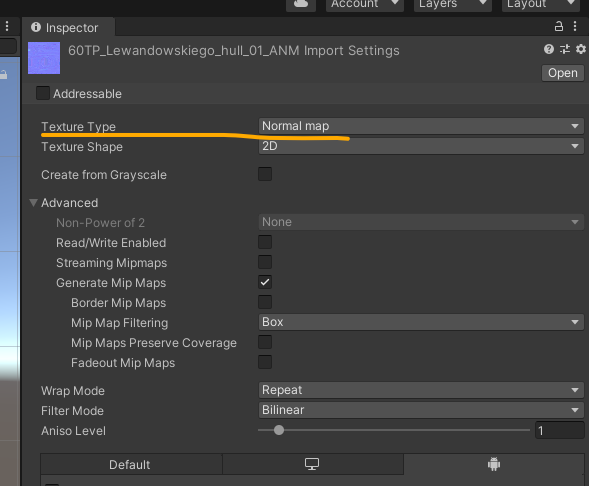 Account Layers Layout
Inspector
60TP_Lewandowskiego_hull_01_ANM Import Settings
Open
Addressable
Texture Type Normal map
Texture Shape 2D
Create from Grayscale
Advanced
Non-Power of 2 None
Read/Write Enabled
Streaming Mipmaps
Generate Mip Maps
Border Mip Maps
Mip Map Filtering Box
Mip Maps Preserve Coverage
Fadeout Mip Maps
Wrap Mode Repeat
Filter Mode Bilinear
Aniso Level 1
Default